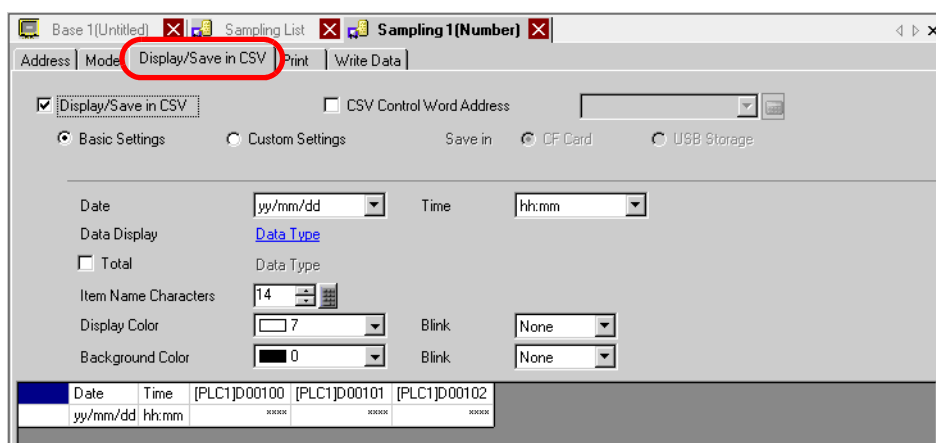 Base 1(Untitled) Sampling List Sampling 1(Number)
Address Mode Display/Save in CSV Print Write Data
Display/Save in CSV CSV Control Word Address
Basic Settings Custom Settings Save in CF Card USB Storage
Date yy/mm/dd Time hh:mm
Data Display Data Type
Total Data Type
Item Name Characters 14
Display Color 7 Blink None
Background Color 0 Blink None
Date Time [PLC1]D00100 [PLC1]D00101 [PLC1]D00102
yy/mm/dd hh:mm **** **** ****